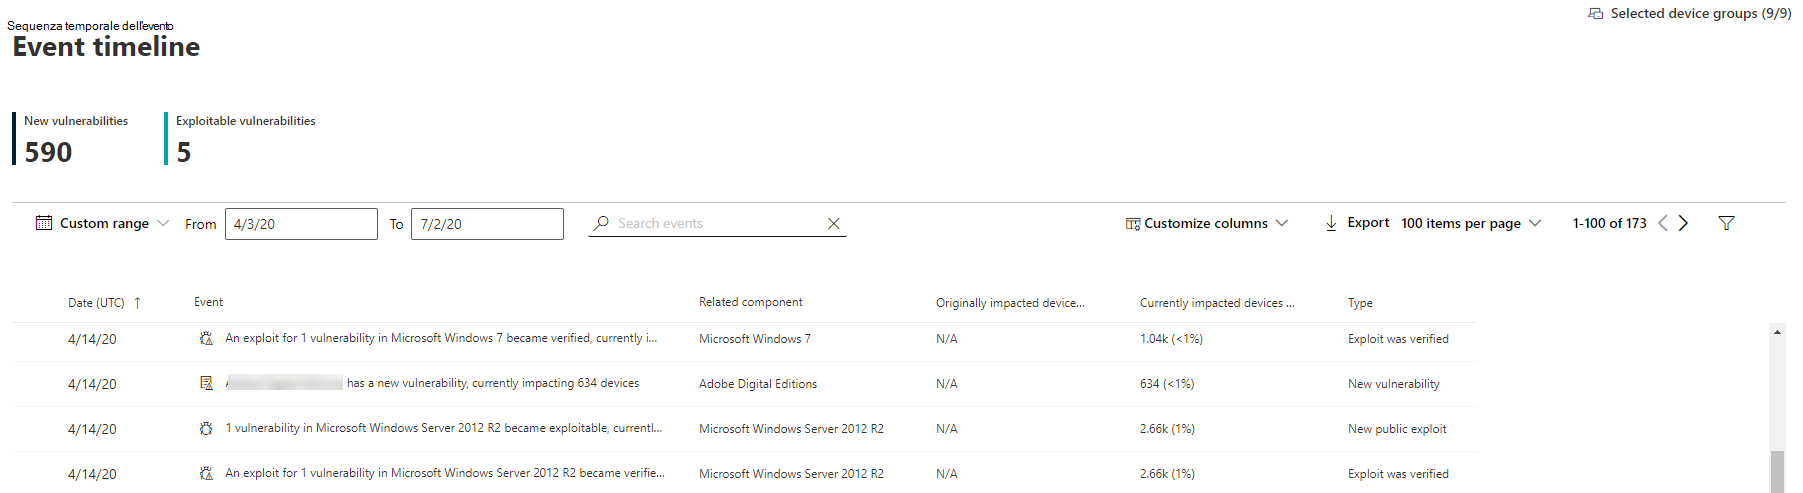 Selected device groups (9/9)
Sequenza temporale dell'evento
Event timeline
New vulnerabilities
590
Exploitable vulnerabilities
5
Custom range From 4/3/20 To 7/2/20 Search events Customize columns Export 100 items per page 1-100 of 173
Date (UTC) ↑ Event Related component Originally impacted device... Currently impacted devices ... Type
4/14/20 An exploit for 1 vulnerability in Microsoft Windows 7 became verified, currently i... Microsoft Windows 7 N/A 1.04k (<1%) Exploit was verified
4/14/20 has a new vulnerability, currently impacting 634 devices Adobe Digital Editions N/A 634 (<1%) New vulnerability
4/14/20 1 vulnerability in Microsoft Windows Server 2012 R2 became exploitable, currentl... Microsoft Windows Server 2012 R2 N/A 2.66k (1%) New public exploit
4/14/20 An exploit for 1 vulnerability in Microsoft Windows Server 2012 R2 became verifie... Microsoft Windows Server 2012 R2 N/A 2.66k (1%) Exploit was verified